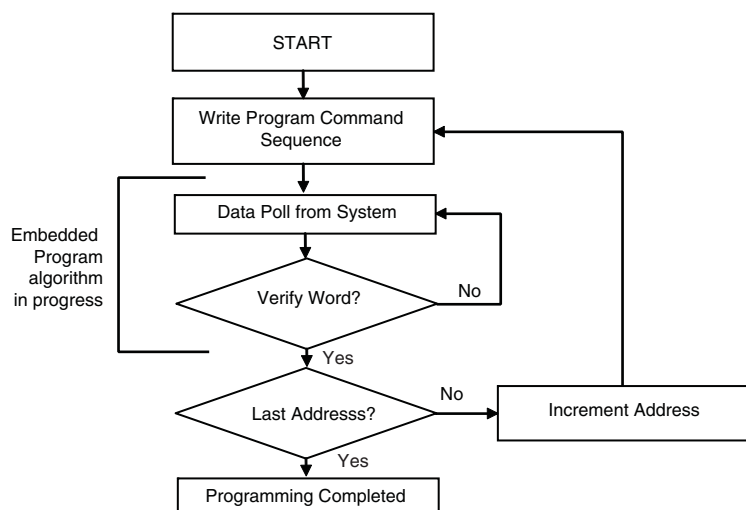 START
Write Program Command
Sequence
Data Poll from System
Embedded
Program
algorithm
in progress
Verify Word?
No
Yes
Last Addresss?
No
Increment Address
Yes
Programming Completed